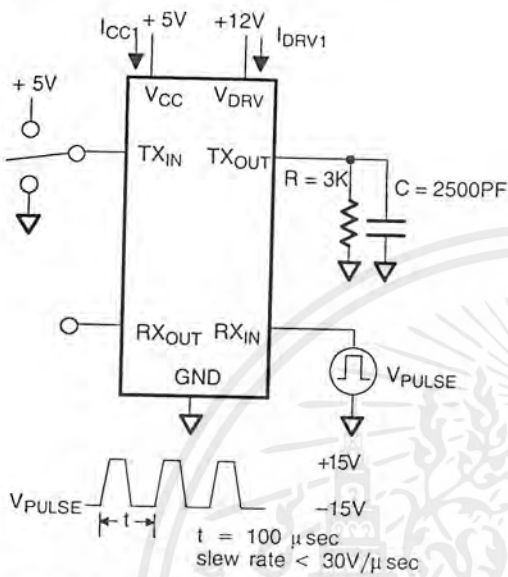 I_CC1 + 5V +12V I_DRV1
+ 5V
V_CC V_DRV
TX_IN TX_OUT
R = 3K C = 2500PF
RX_OUT RX_IN
GND
V_PULSE
+15V
V_PULSE
−15V
t
t = 100 μsec
slew rate < 30V/μsec